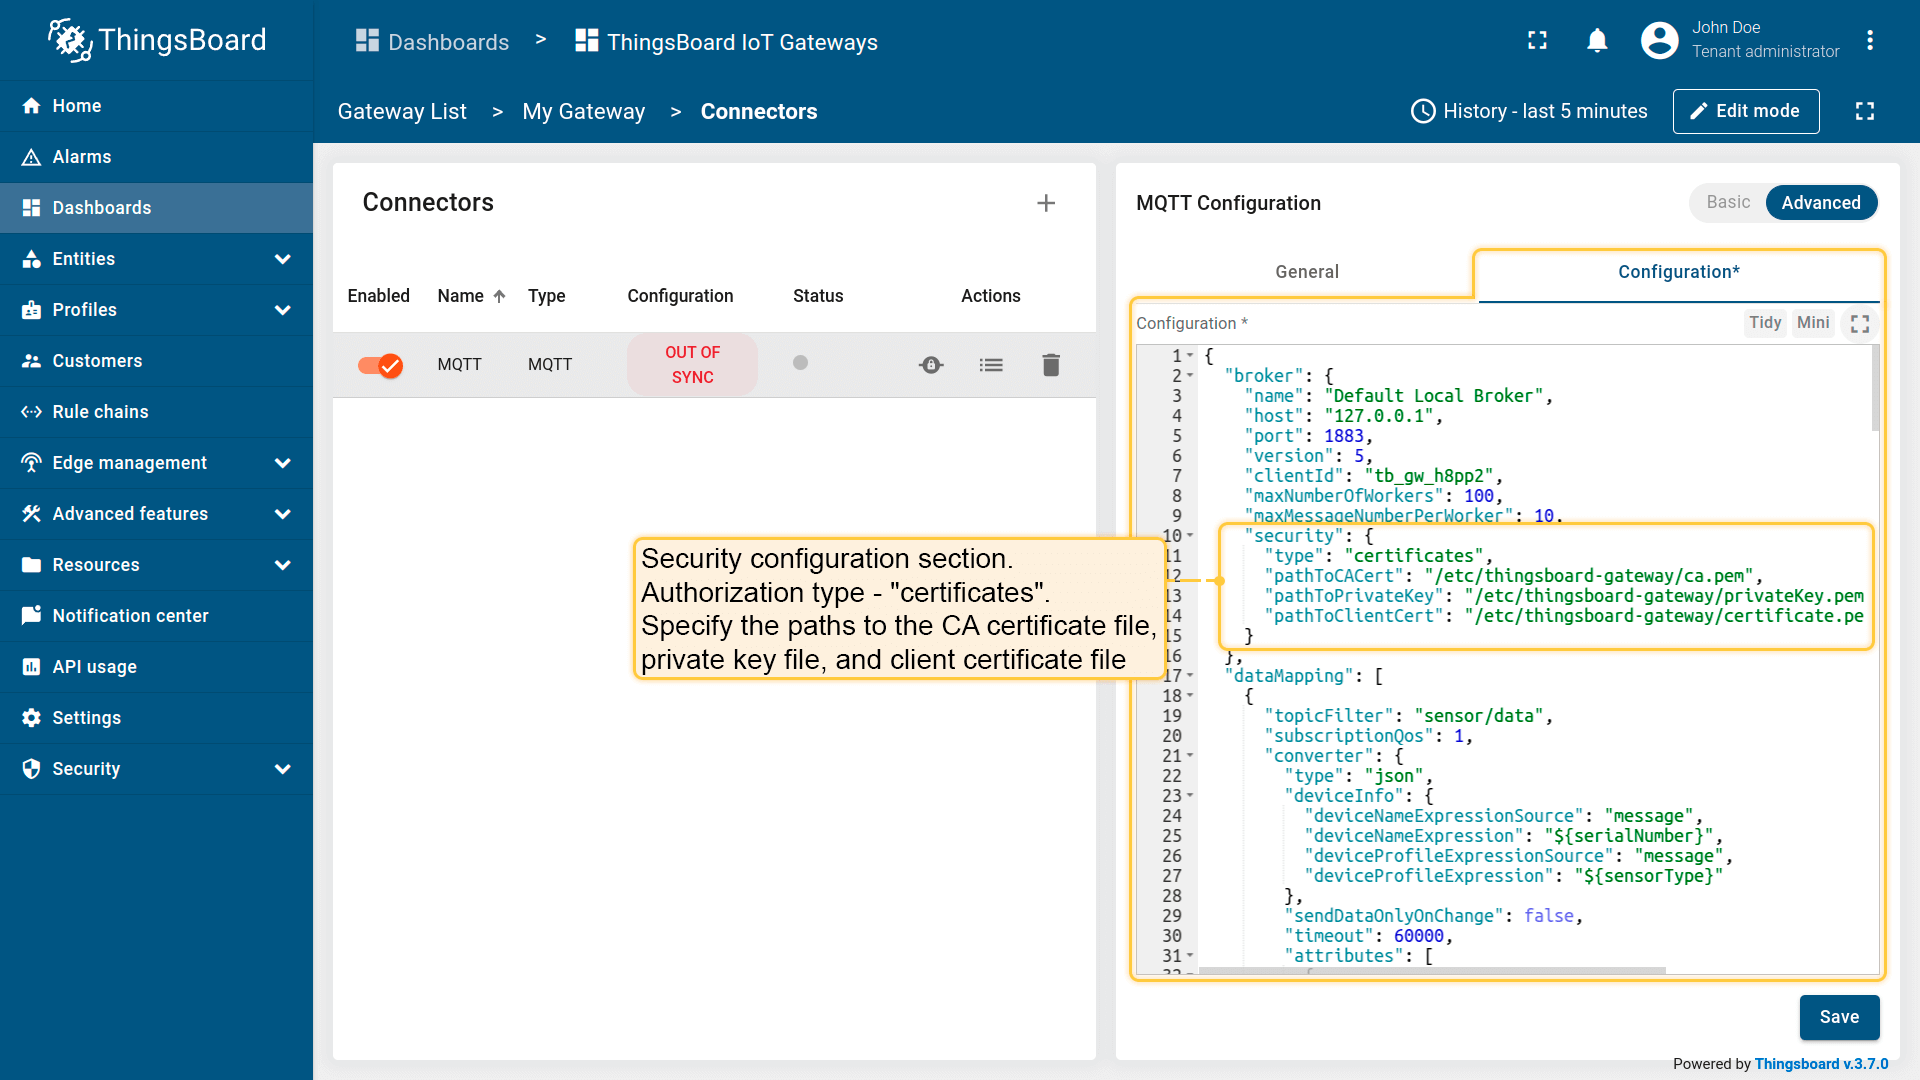 ThingsBoard
Dashboards > ThingsBoard IoT Gateways
John Doe
Tenant administrator
Gateway List > My Gateway > Connectors
History - last 5 minutes
Edit mode
Home
Alarms
Dashboards
Entities
Profiles
Customers
Rule chains
Edge management
Advanced features
Resources
Notification center
API usage
Settings
Security
Connectors
Enabled Name Type Configuration Status Actions
MQTT MQTT OUT OF
SYNC
Security configuration section.
Authorization type - "certificates".
Specify the paths to the CA certificate file,
private key file, and client certificate file
MQTT Configuration
Basic Advanced
General Configuration*
Configuration *
Tidy Mini
1 {
2 "broker": {
3 "name": "Default Local Broker",
4 "host": "127.0.0.1",
5 "port": 1883,
6 "version": 5,
7 "clientId": "tb_gw_h8pp2",
8 "maxNumberOfWorkers": 100,
9 "maxMessageNumberPerWorker": 10,
10 "security": {
11 "type": "certificates",
12 "pathToCACert": "/etc/thingsboard-gateway/ca.pem",
13 "pathToPrivateKey": "/etc/thingsboard-gateway/privateKey.pem
14 "pathToClientCert": "/etc/thingsboard-gateway/certificate.pe
15 }
16 },
17 "dataMapping": [
18 {
19 "topicFilter": "sensor/data",
20 "subscriptionQos": 1,
21 "converter": {
22 "type": "json",
23 "deviceInfo": {
24 "deviceNameExpressionSource": "message",
25 "deviceNameExpression": "${serialNumber}",
26 "deviceProfileExpressionSource": "message",
27 "deviceProfileExpression": "${sensorType}"
28 },
29 "sendDataOnlyOnChange": false,
30 "timeout": 60000,
31 "attributes": [
32 {
Save
Powered by Thingsboard v.3.7.0